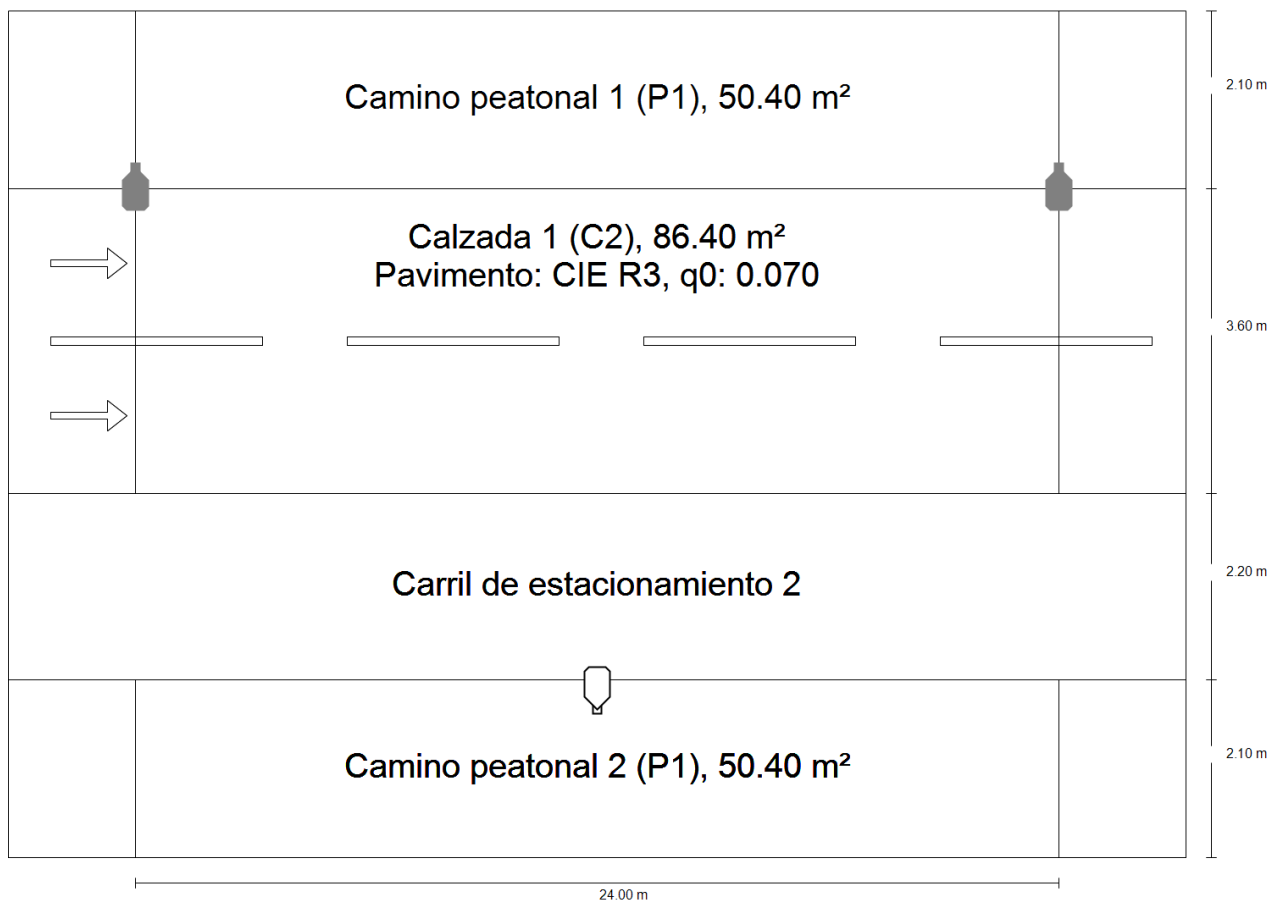 Camino peatonal 1 (P1), 50.40 m²
2.10 m
Calzada 1 (C2), 86.40 m²
Pavimento: CIE R3, q0: 0.070
3.60 m
Carril de estacionamiento 2
2.20 m
Camino peatonal 2 (P1), 50.40 m²
2.10 m
24.00 m